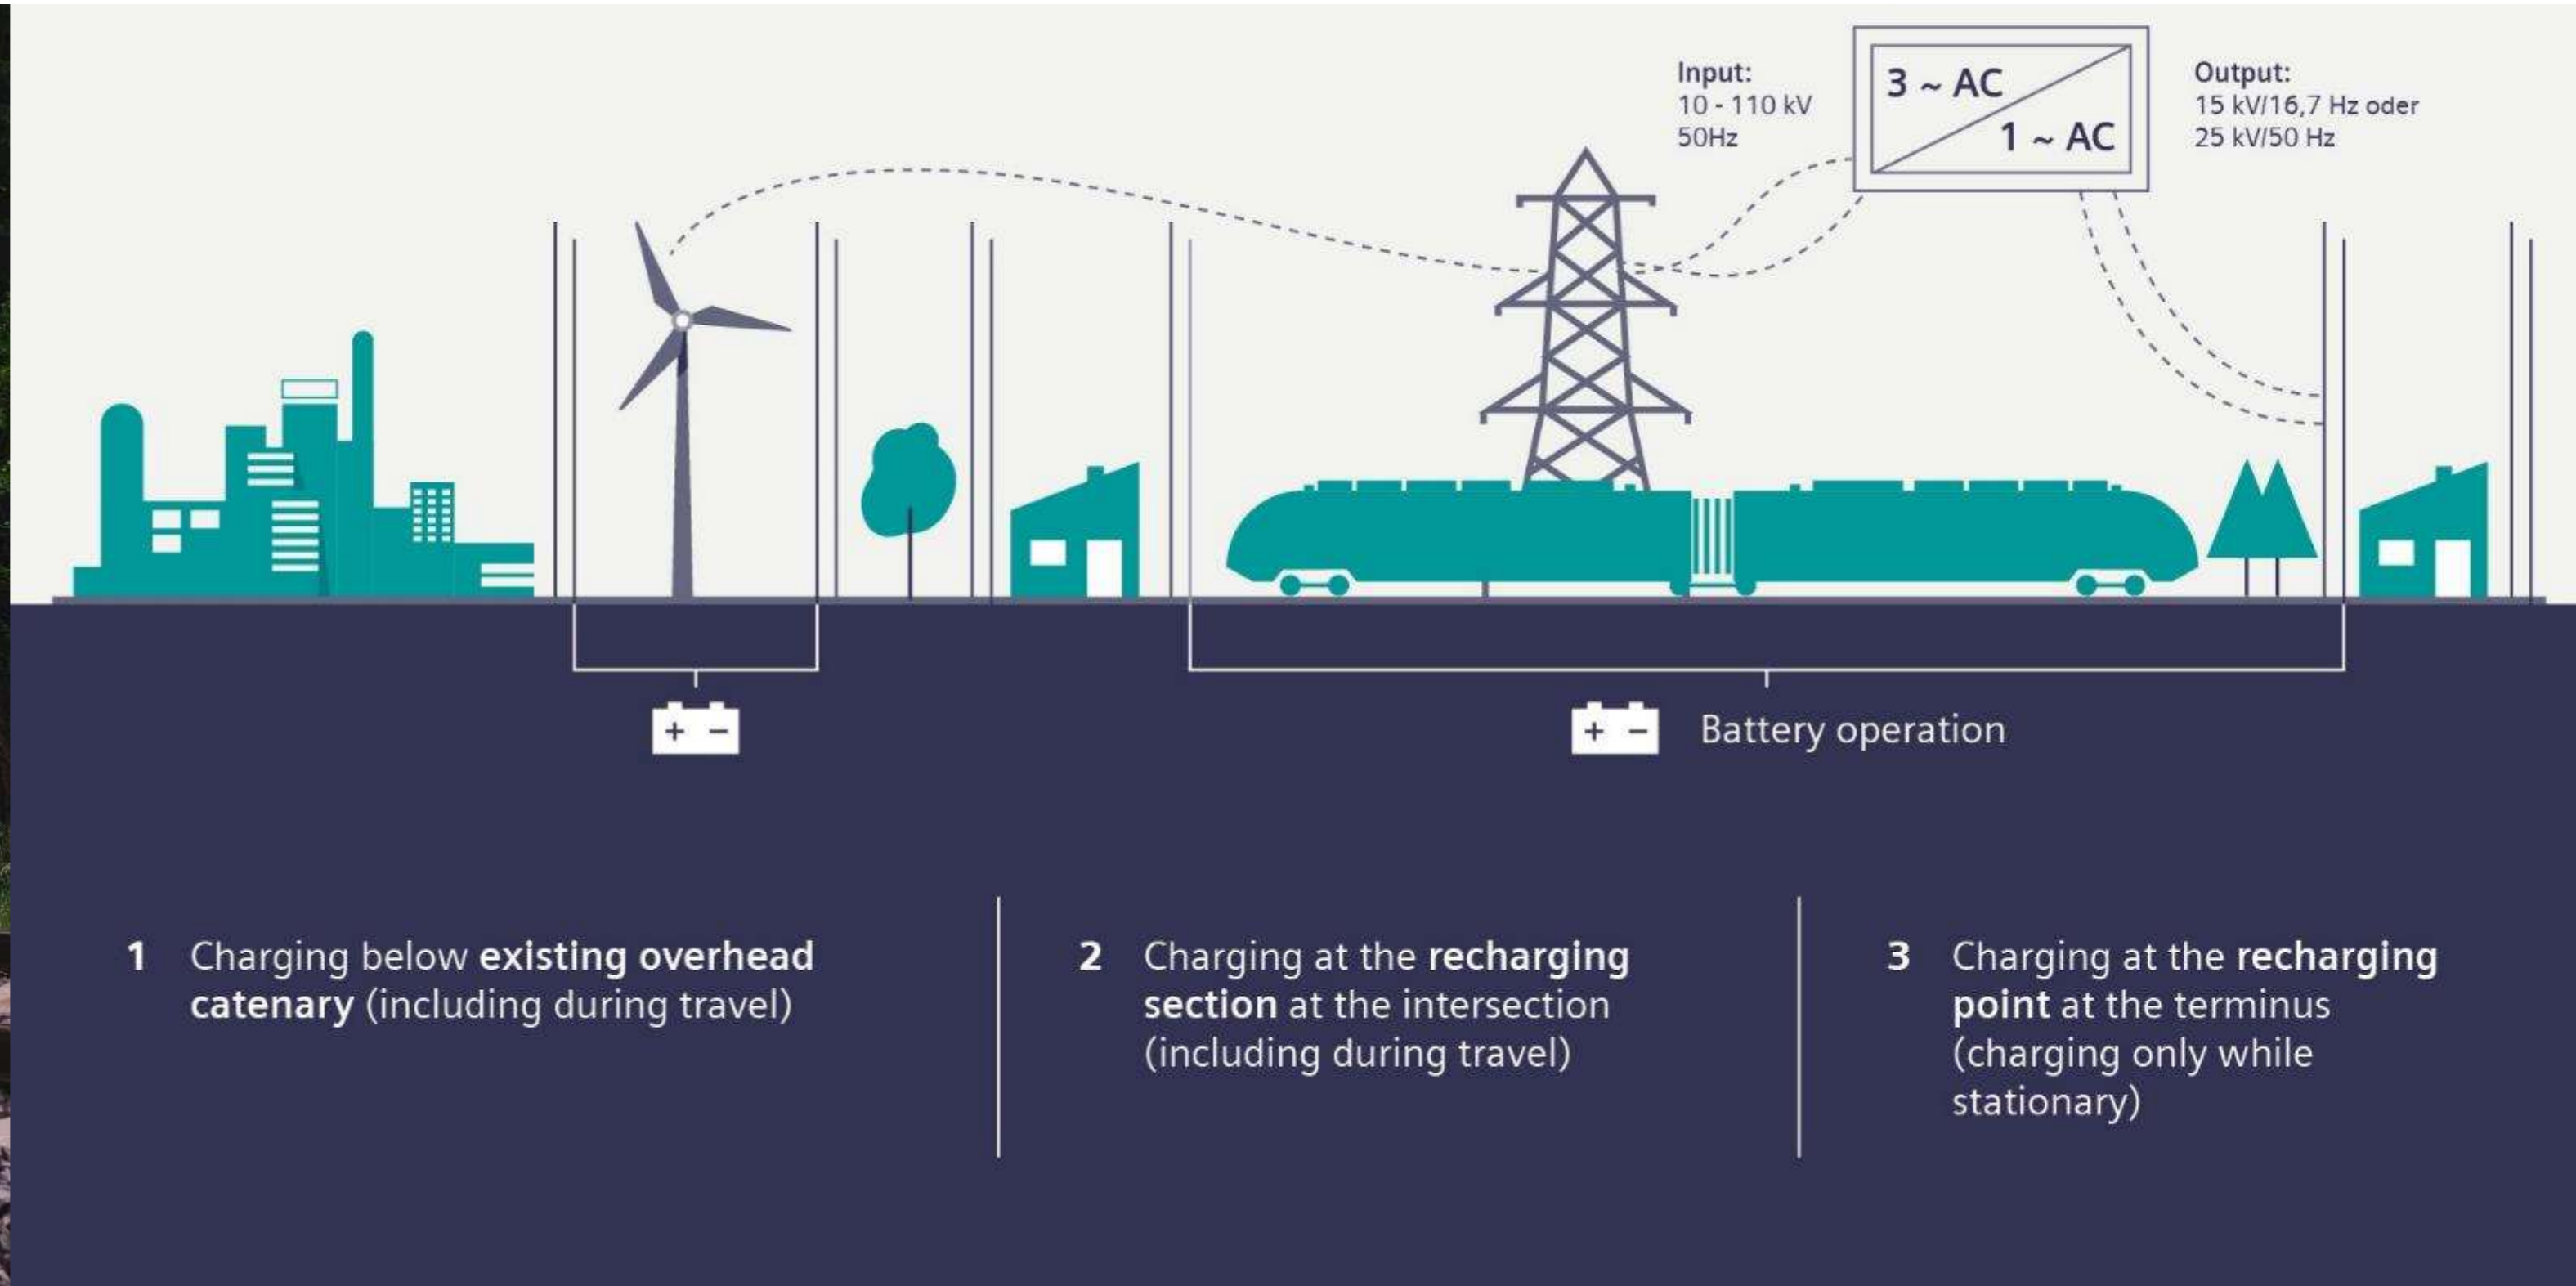 Input:
10 - 110 kV
50Hz
3 ~ AC
1 ~ AC
Output:
15 kV/16,7 Hz oder
25 kV/50 Hz
+ −
+ −
Battery operation
1 Charging below existing overhead
catenary (including during travel)
2 Charging at the recharging
section at the intersection
(including during travel)
3 Charging at the recharging
point at the terminus
(charging only while
stationary)